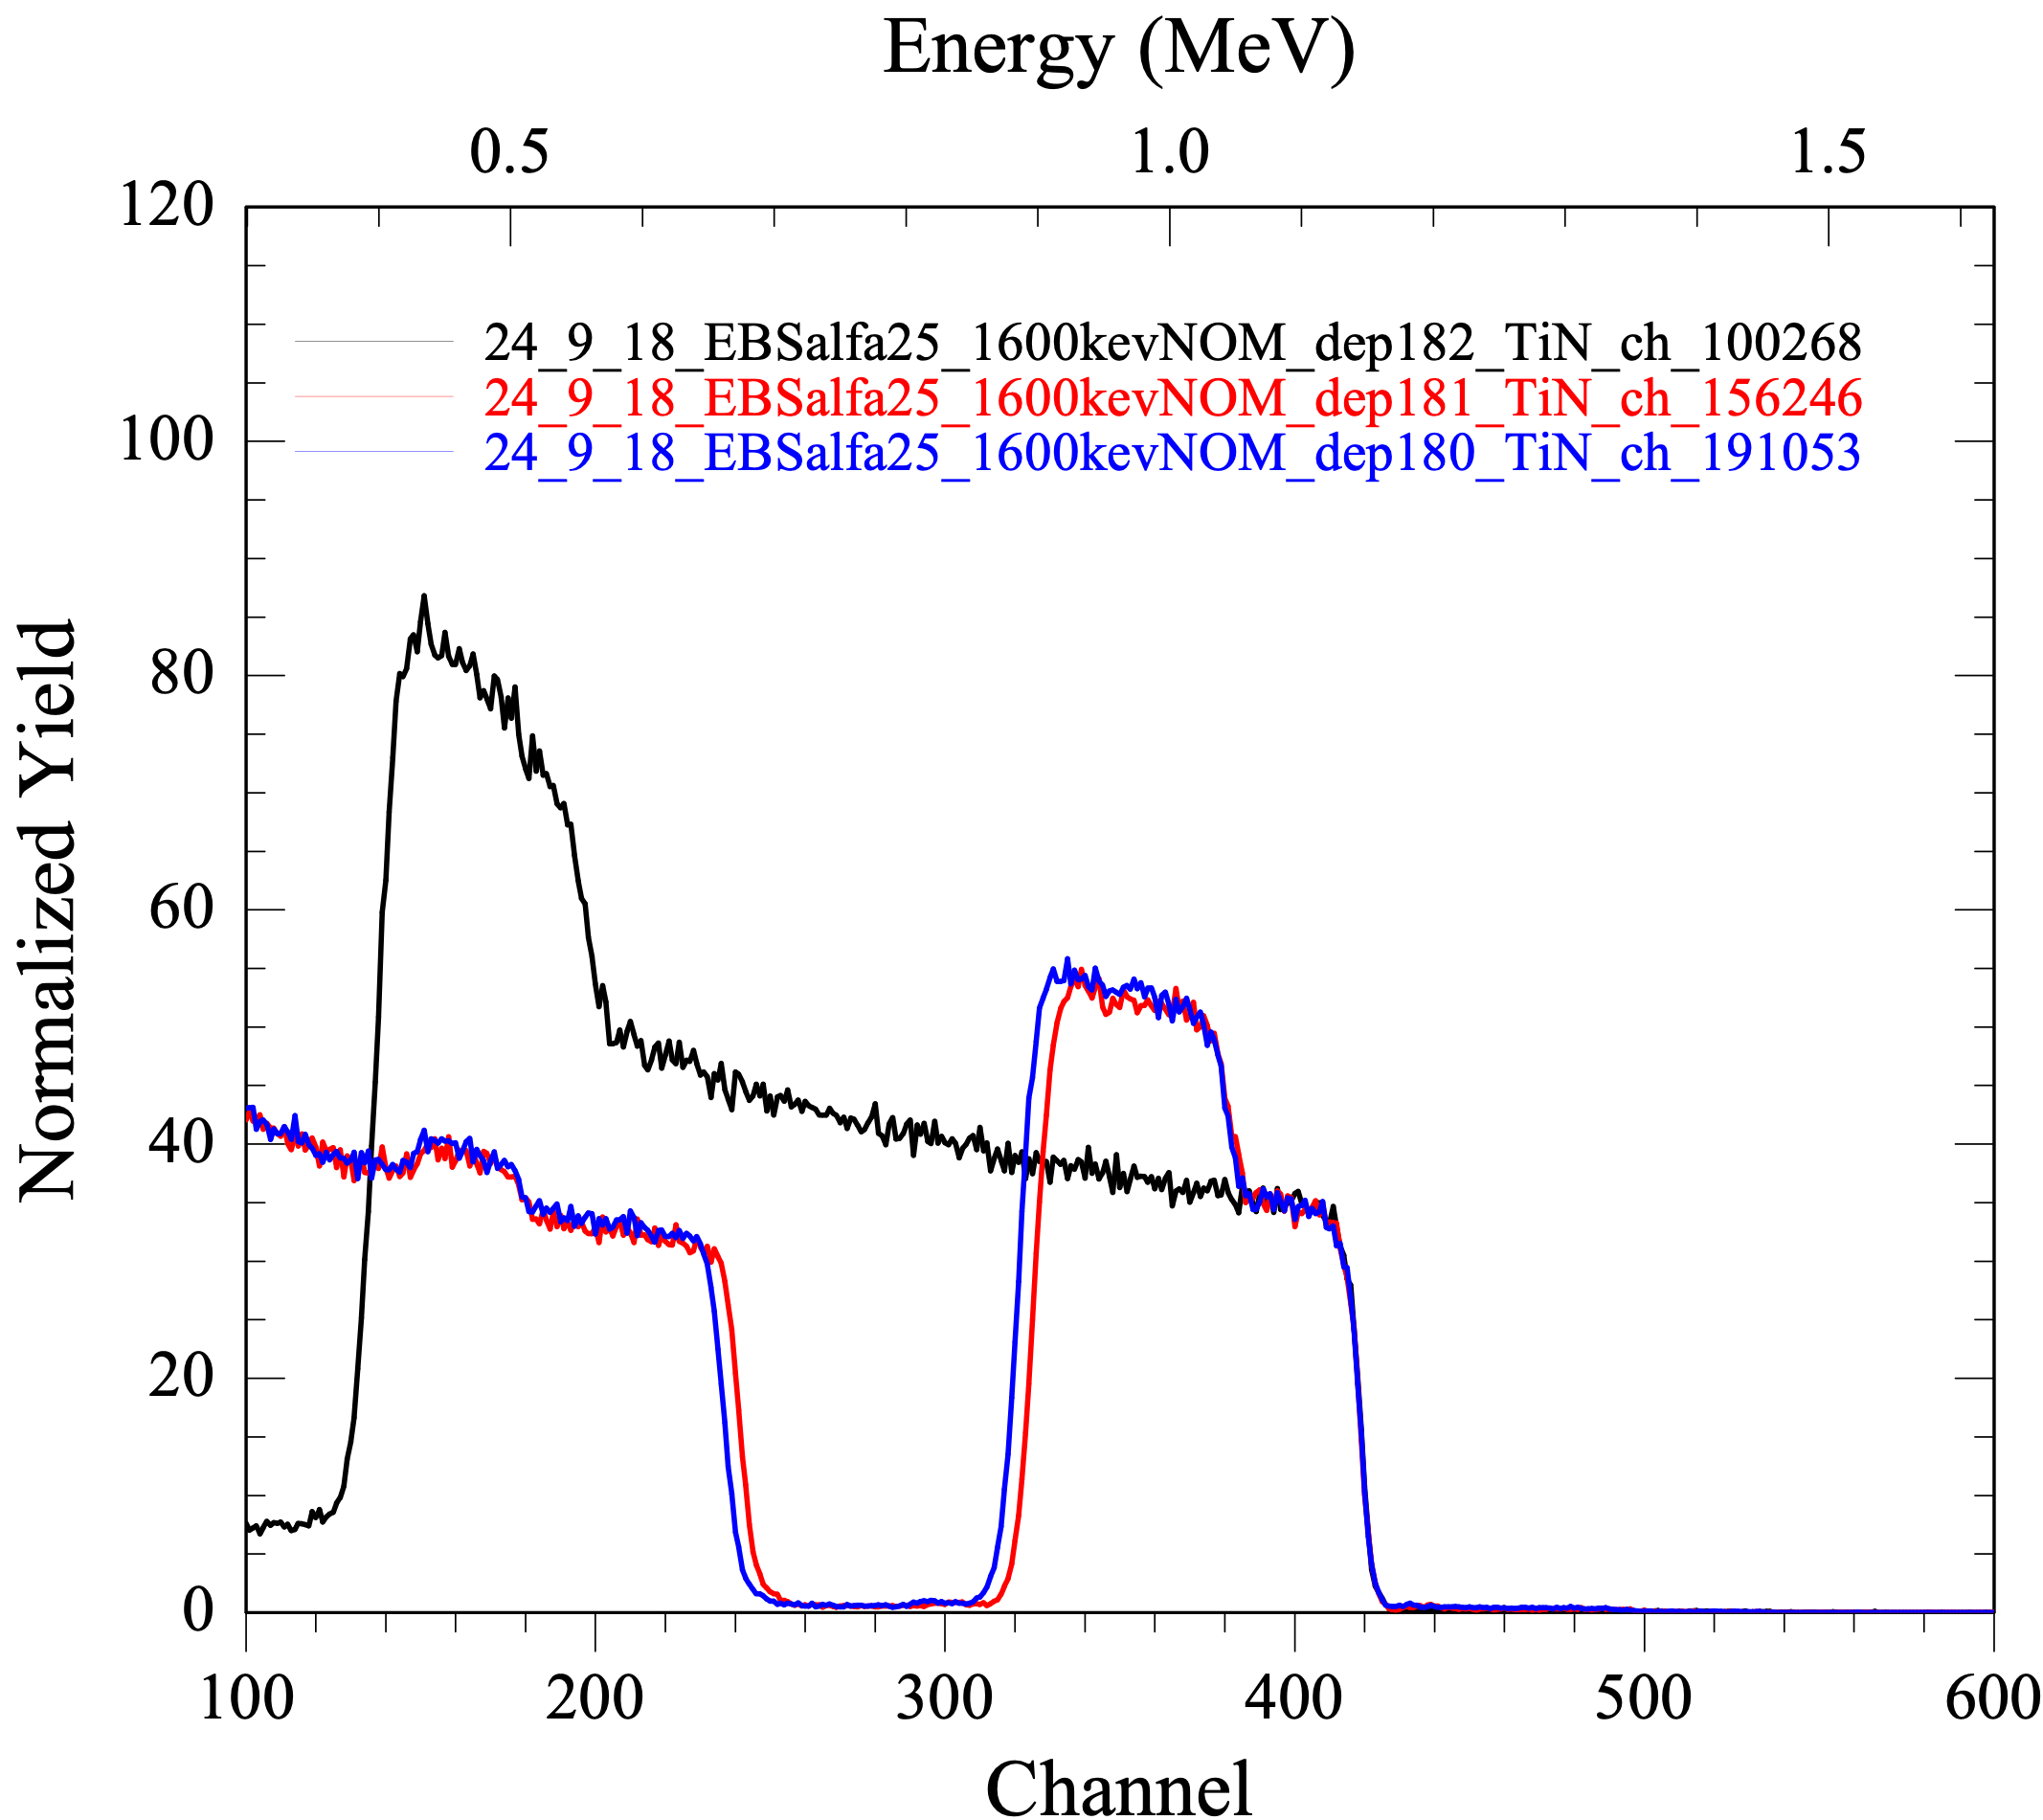 Energy (MeV)
0.5 1.0 1.5
120
24_9_18_EBSalfa25_1600kevNOM_dep182_TiN_ch_100268
24_9_18_EBSalfa25_1600kevNOM_dep181_TiN_ch_156246
24_9_18_EBSalfa25_1600kevNOM_dep180_TiN_ch_191053
100
80
60
40
20
0
Normalized Yield
100 200 300 400 500 600
Channel